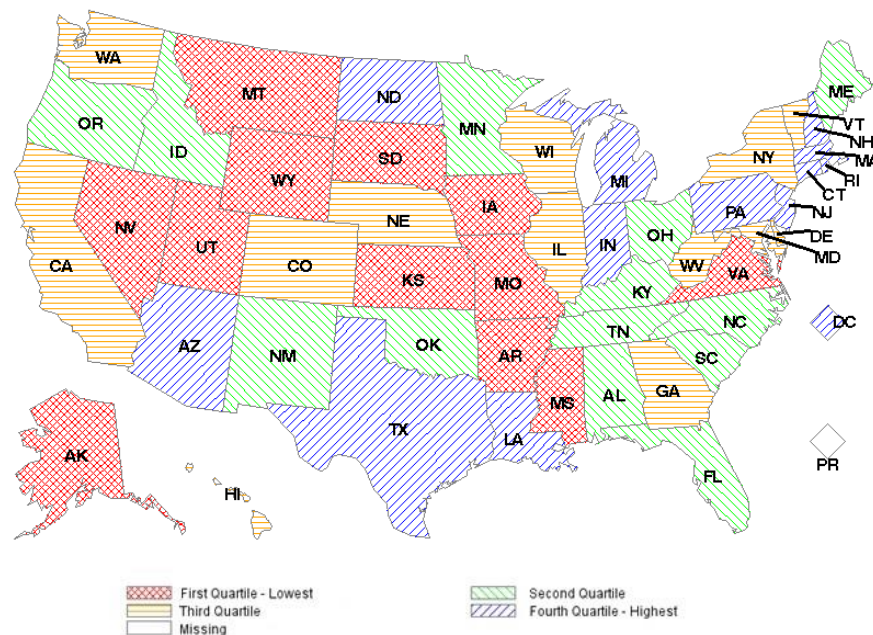 WA
MT
ND
ME
OR
MN
VT
ID
WI
NH
SD
NY
MA
WY
MI
RI
CT
IA
PA
NJ
NE
NV
OH
DE
IL
IN
UT
MD
CA
CO
WV
KS
MO
VA
KY
NC
DC
TN
AZ
OK
NM
AR
SC
GA
AL
MS
TX
LA
AK
PR
FL
HI
First Quartile - Lowest
Second Quartile
Third Quartile
Fourth Quartile - Highest
Missing